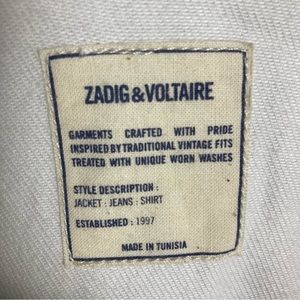 ZADIG&VOLTAIRE
GARMENTS CRAFTED WITH PRIDE
INSPIRED BY TRADITIONAL VINTAGE FITS
TREATED WITH UNIQUE WORN WASHES
STYLE DESCRIPTION :
JACKET : JEANS : SHIRT
ESTABLISHED : 1997
MADE IN TUNISIA